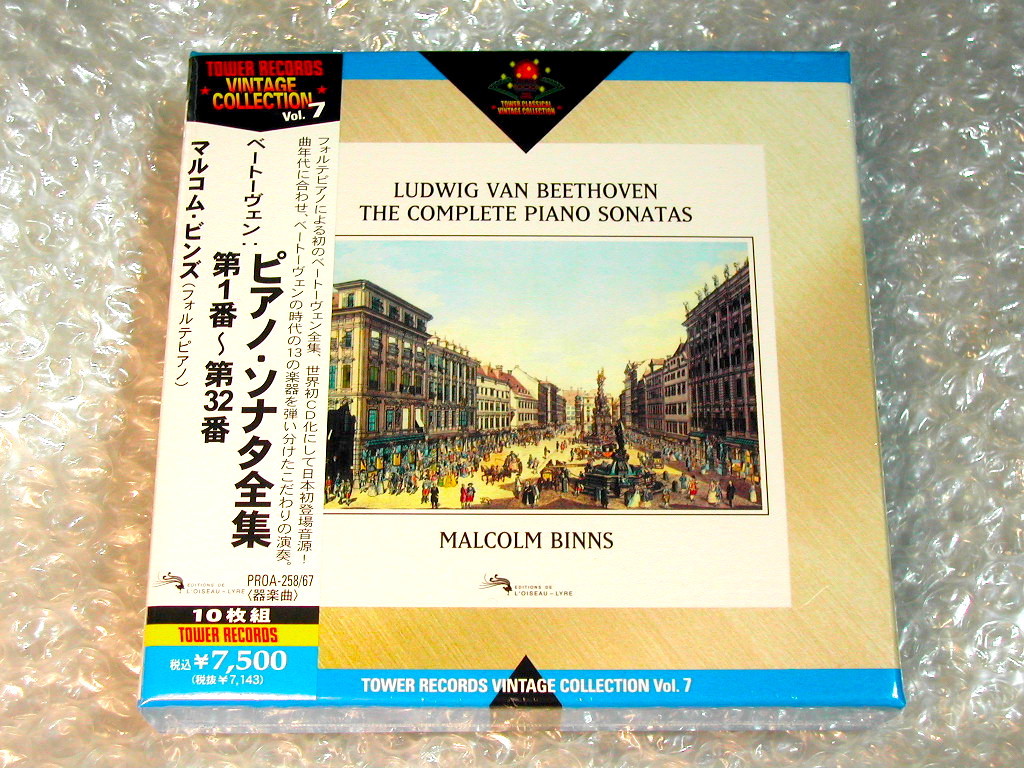 TOWER RECORDS
VINTAGE
COLLECTION
Vol. 7
フォルテピアノによる初のベートーヴェン全集、世界初CD化にして日本初登場音源!
曲年代に合わせ、ベートーヴェンの時代の13の楽器を弾い分けたこだわりの演奏。
ベートーヴェン:
ピアノ・ソナタ全集
第1番~第32番
マルコム・ビンズ(フォルテピアノ)
EDITIONS DE
L'OISEAU-LYRE
PROA-258/67
〈器楽曲〉
10枚組
TOWER RECORDS
税込¥7,500
(税抜¥7,143)
TOWER CLASSICAL
VINTAGE COLLECTION
LUDWIG VAN BEETHOVEN
THE COMPLETE PIANO SONATAS
MALCOLM BINNS
EDITIONS DE
L'OISEAU-LYRE
TOWER RECORDS VINTAGE COLLECTION Vol. 7